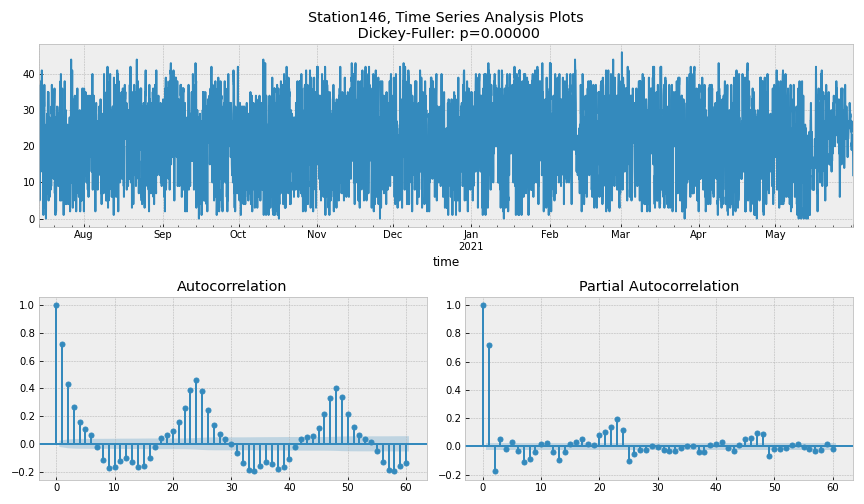 Station146, Time Series Analysis Plots
Dickey-Fuller: p=0.00000
40
30
20
10
0
Aug Sep Oct Nov Dec Jan Feb Mar Apr May
2021
time
Autocorrelation
1.0
0.8
0.6
0.4
0.2
0.0
−0.2
0 10 20 30 40 50 60
Partial Autocorrelation
1.0
0.8
0.6
0.4
0.2
0.0
−0.2
0 10 20 30 40 50 60